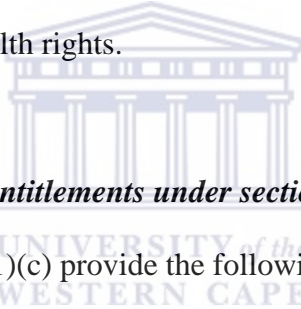 lth rights.
ntitlements under sectio
UNIVERSITY of the
)(c) provide the followi
WESTERN CAPE